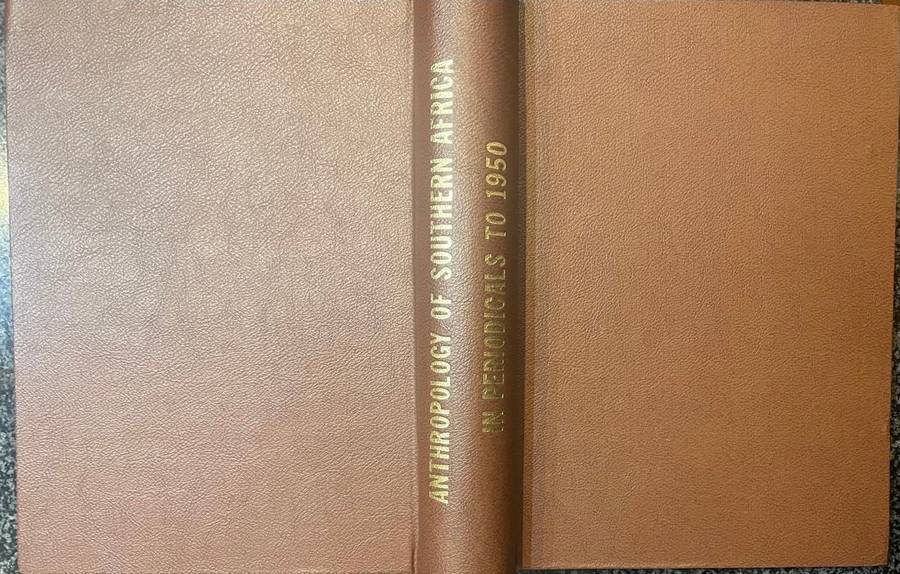 ANTHROPOLOGY OF SOUTHERN AFRICA
IN PERIODICALS TO 1950